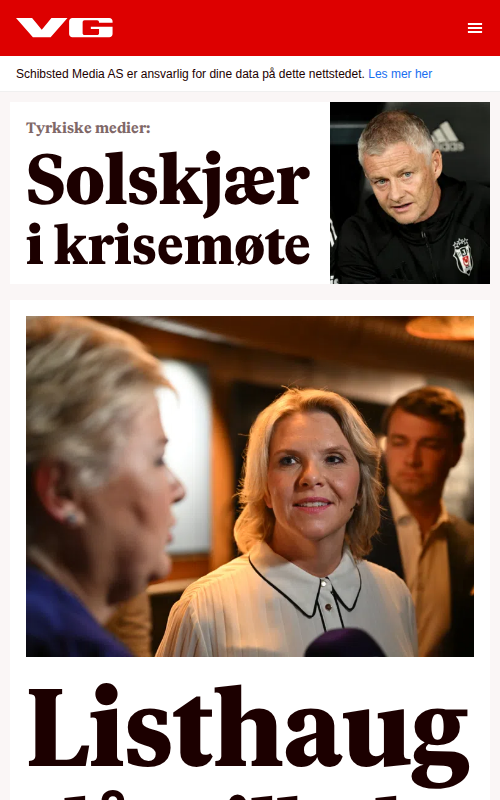 VG
Schibsted Media AS er ansvarlig for dine data på dette nettstedet. Les mer her
Tyrkiske medier:
Solskjær
i krisemøte
Listhaug